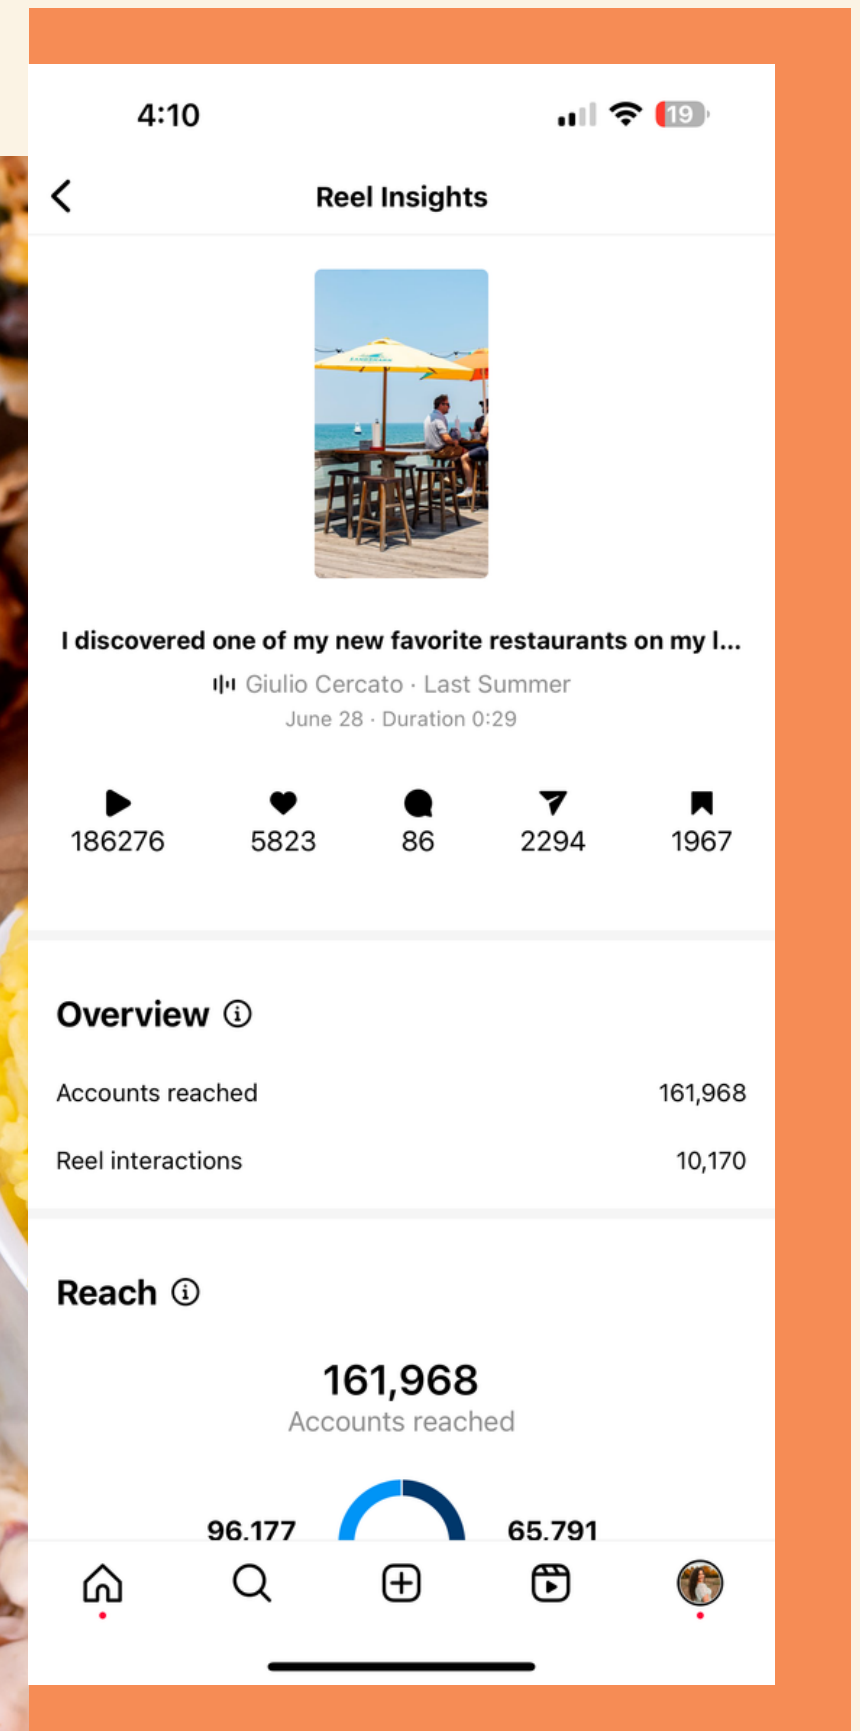 4:10
19
Reel Insights
I discovered one of my new favorite restaurants on my l...
Giulio Cercato · Last Summer
June 28 · Duration 0:29
186276 5823 86 2294 1967
Overview
Accounts reached 161,968
Reel interactions 10,170
Reach
161,968
Accounts reached
96,177 65,791